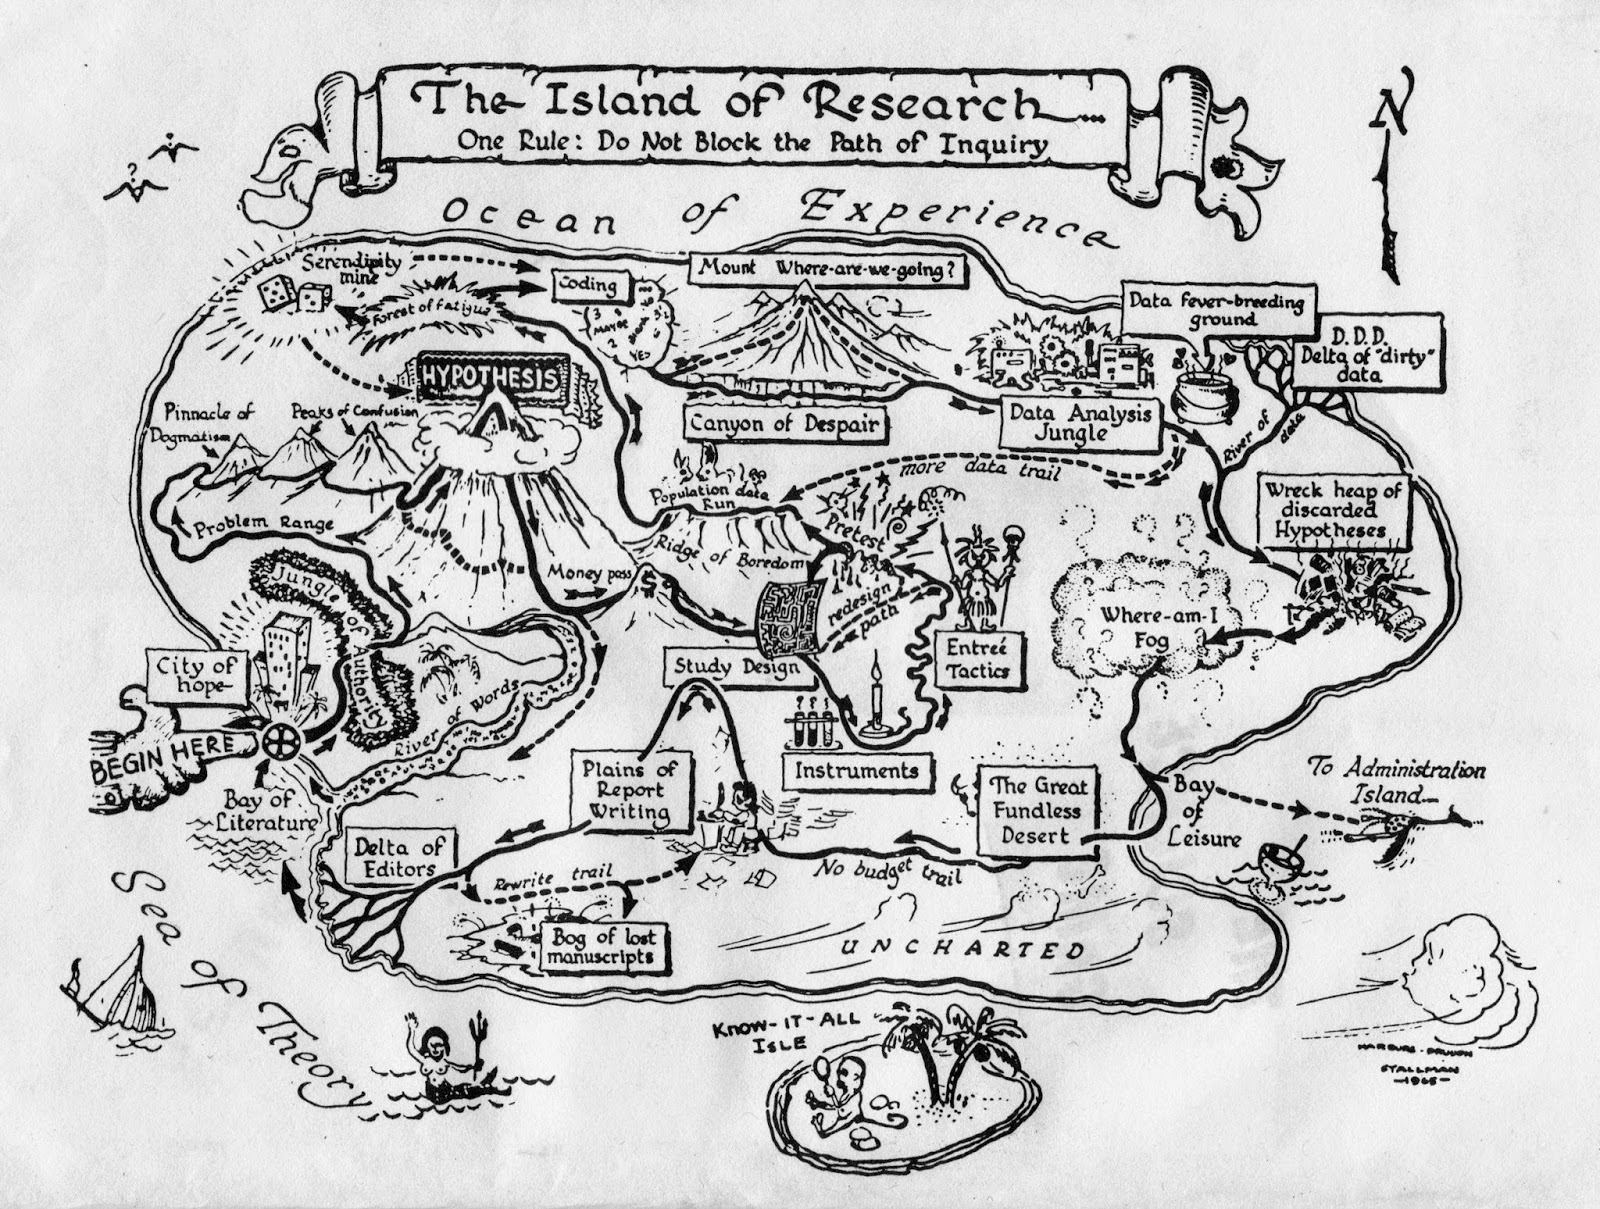 The Island of Research...
One Rule: Do Not Block the Path of Inquiry
N
Ocean of Experience
?
Serendipity
mine
Forest of fatigue
Coding
3
MAYBE
2
NO
YES
Mount Where-are-we-going?
Data fever-breeding
ground
D.D.D.
Delta of "dirty"
data
HYPOTHESIS
Pinnacle of
Dogmatism
Peaks of Confusion
Canyon of Despair
Data Analysis
Jungle
River of
data
more data trail
Population data
Run
Wreck heap of
discarded
Hypotheses
Problem Range
Ridge of Boredom
Pretest
Jungle of Authority
Money pass
$
redesign
path
Where-am-I
Fog
City of
hope
Study Design
Entreé
Tactics
River of Words
BEGIN HERE
Bay of
Literature
Plains of
Report
Writing
Instruments
The Great
Fundless
Desert
Bay
of
Leisure
To Administration
Island
Delta of
Editors
Rewrite trail
No budget trail
Bog of lost
manuscripts
UNCHARTED
Sea of Theory
Know-IT-ALL
ISLE
STALLMAN